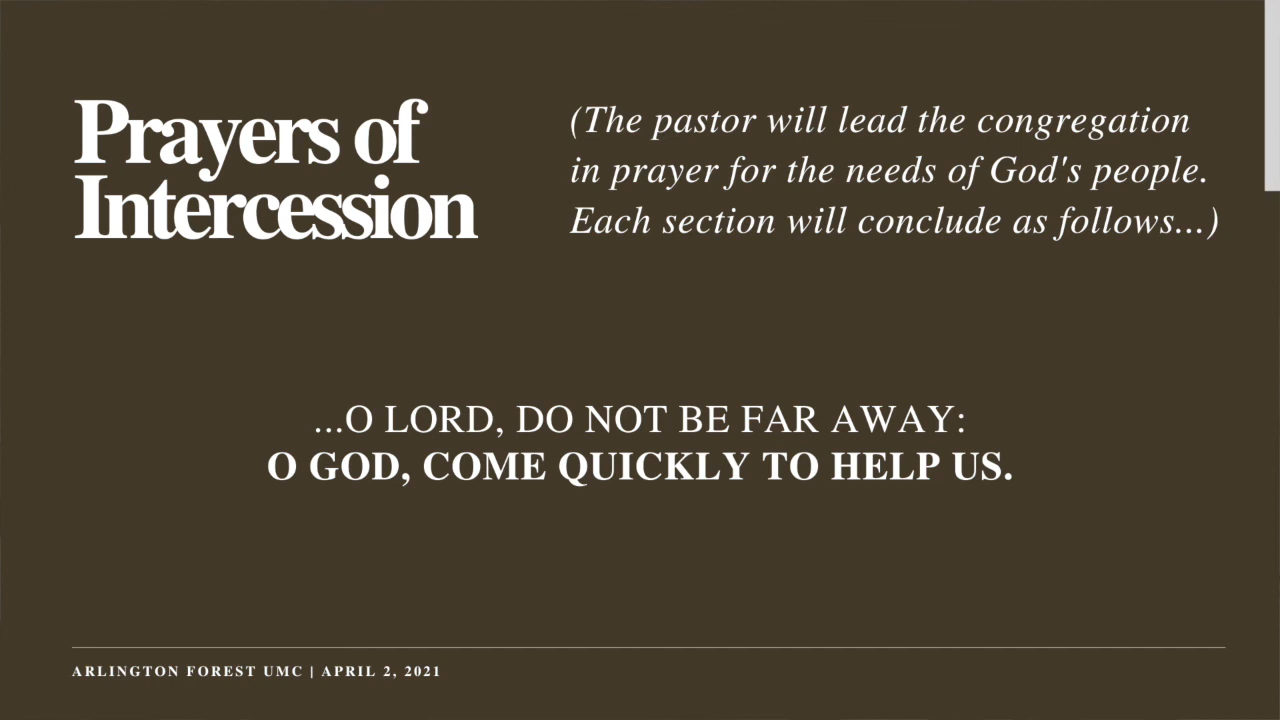 Prayers of
Intercession
(The pastor will lead the congregation
in prayer for the needs of God's people.
Each section will conclude as follows...)
...O LORD, DO NOT BE FAR AWAY:
O GOD, COME QUICKLY TO HELP US.
ARLINGTON FOREST UMC | APRIL 2, 2021